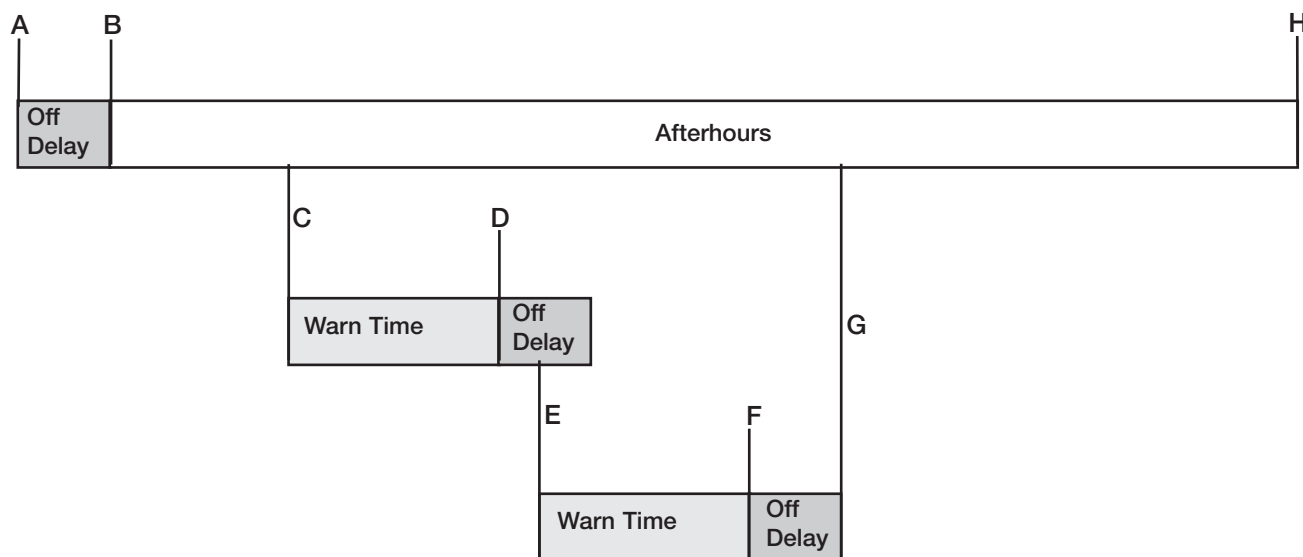 A
B
H
Off
Delay
Afterhours
C
D
Warn Time
Off
Delay
G
E
F
Warn Time
Off
Delay